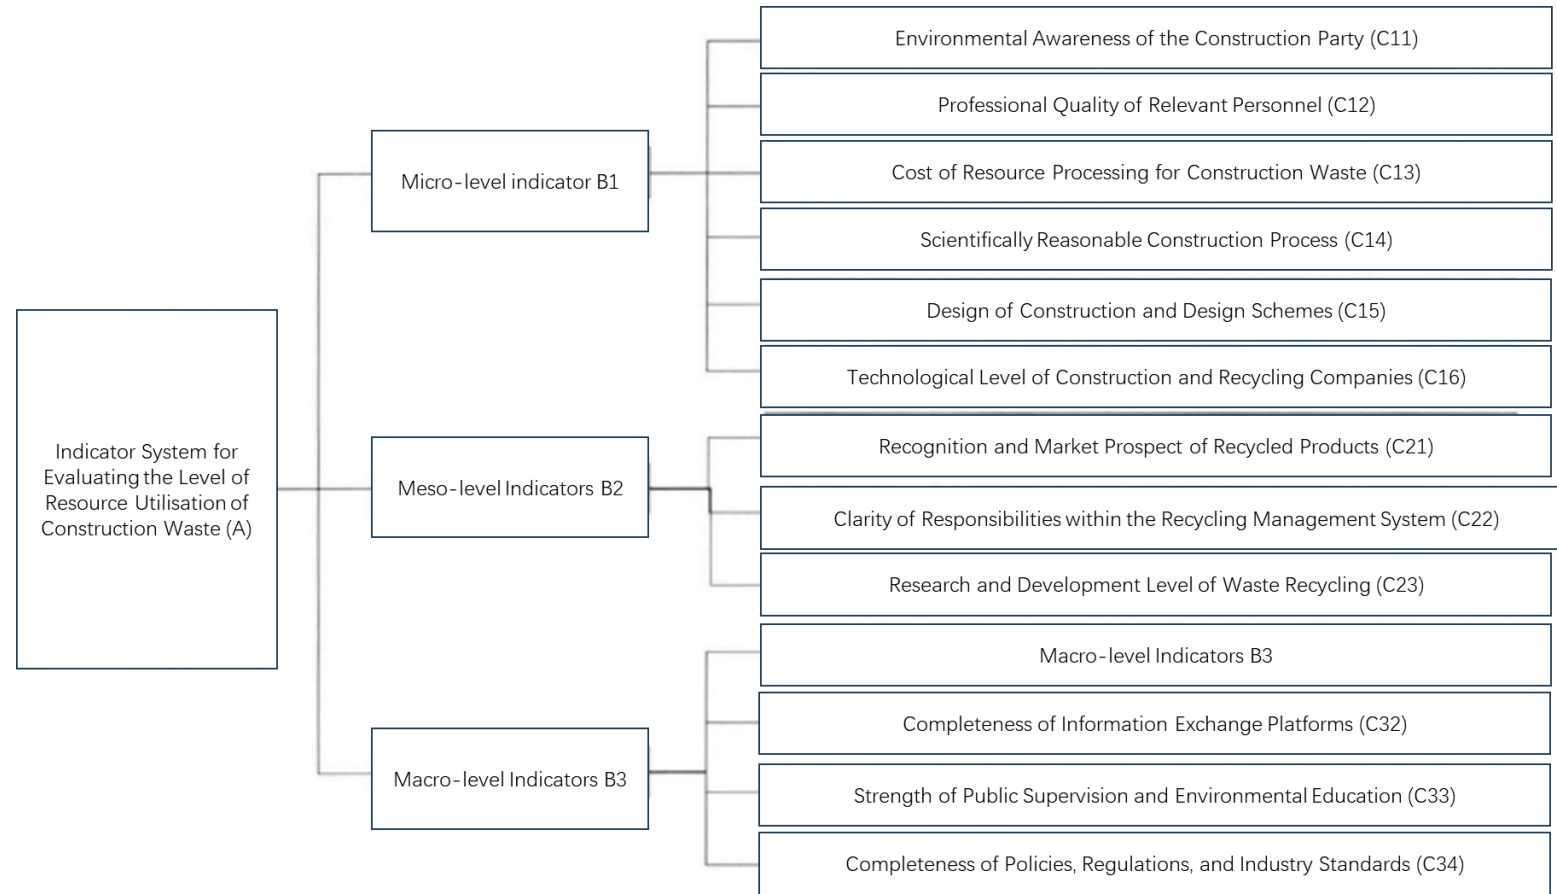 Indicator System for
Evaluating the Level of
Resource Utilisation of
Construction Waste (A)
Micro-level indicator B1
Environmental Awareness of the Construction Party (C11)
Professional Quality of Relevant Personnel (C12)
Cost of Resource Processing for Construction Waste (C13)
Scientifically Reasonable Construction Process (C14)
Design of Construction and Design Schemes (C15)
Technological Level of Construction and Recycling Companies (C16)
Meso-level Indicators B2
Recognition and Market Prospect of Recycled Products (C21)
Clarity of Responsibilities within the Recycling Management System (C22)
Research and Development Level of Waste Recycling (C23)
Macro-level Indicators B3
Macro-level Indicators B3
Completeness of Information Exchange Platforms (C32)
Strength of Public Supervision and Environmental Education (C33)
Completeness of Policies, Regulations, and Industry Standards (C34)